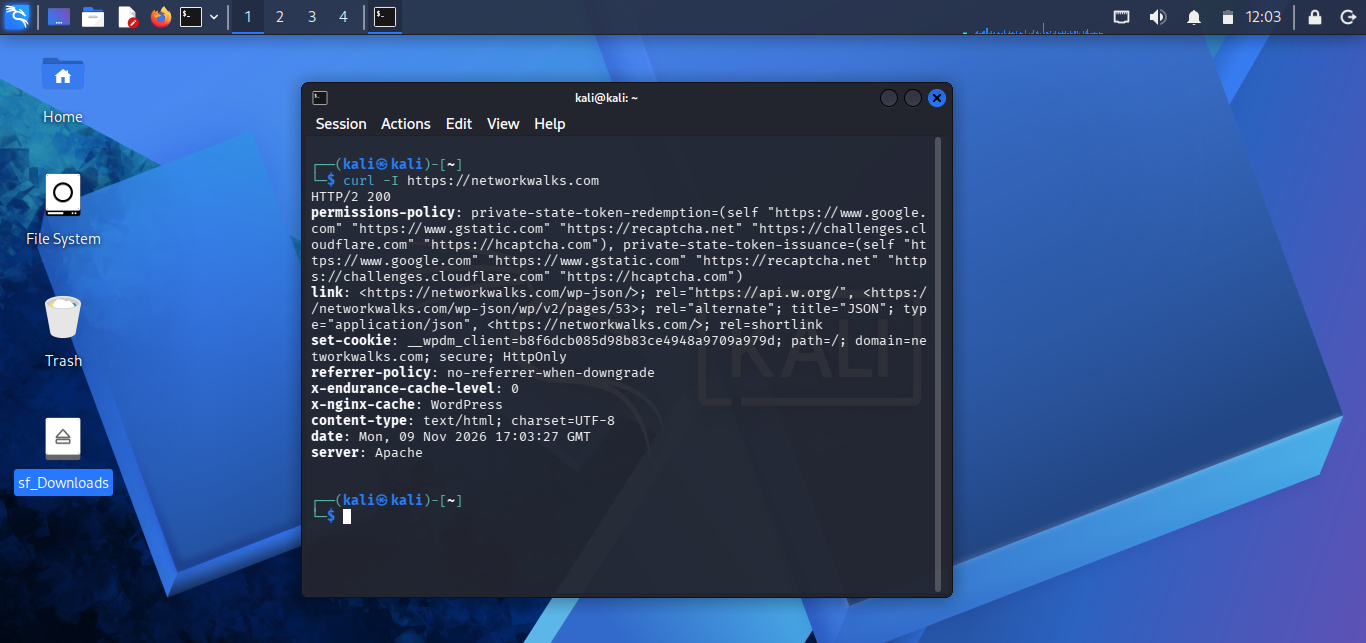 1 2 3 4 12:03
Home
File System
Trash
sf_Downloads
kali@kali: ~
Session Actions Edit View Help
┌──(kali㉿kali)-[~]
└─$ curl -I https://networkwalks.com
HTTP/2 200
permissions-policy: private-state-token-redemption=(self "https://www.google.
com" "https://www.gstatic.com" "https://recaptcha.net" "https://challenges.cl
oudflare.com" "https://hcaptcha.com"), private-state-token-issuance=(self "ht
tps://www.google.com" "https://www.gstatic.com" "https://recaptcha.net" "http
s://challenges.cloudflare.com" "https://hcaptcha.com")
link: <https://networkwalks.com/wp-json/>; rel="https://api.w.org/", <https:/
/networkwalks.com/wp-json/wp/v2/pages/53>; rel="alternate"; title="JSON"; typ
e="application/json", <https://networkwalks.com/>; rel=shortlink
set-cookie: __wpdm_client=b8f6dcb085d98b83ce4948a9709a979d; path=/; domain=ne
tworkwalks.com; secure; HttpOnly
referrer-policy: no-referrer-when-downgrade
x-endurance-cache-level: 0
x-nginx-cache: WordPress
content-type: text/html; charset=UTF-8
date: Mon, 09 Nov 2026 17:03:27 GMT
server: Apache
┌──(kali㉿kali)-[~]
└─$
KALI